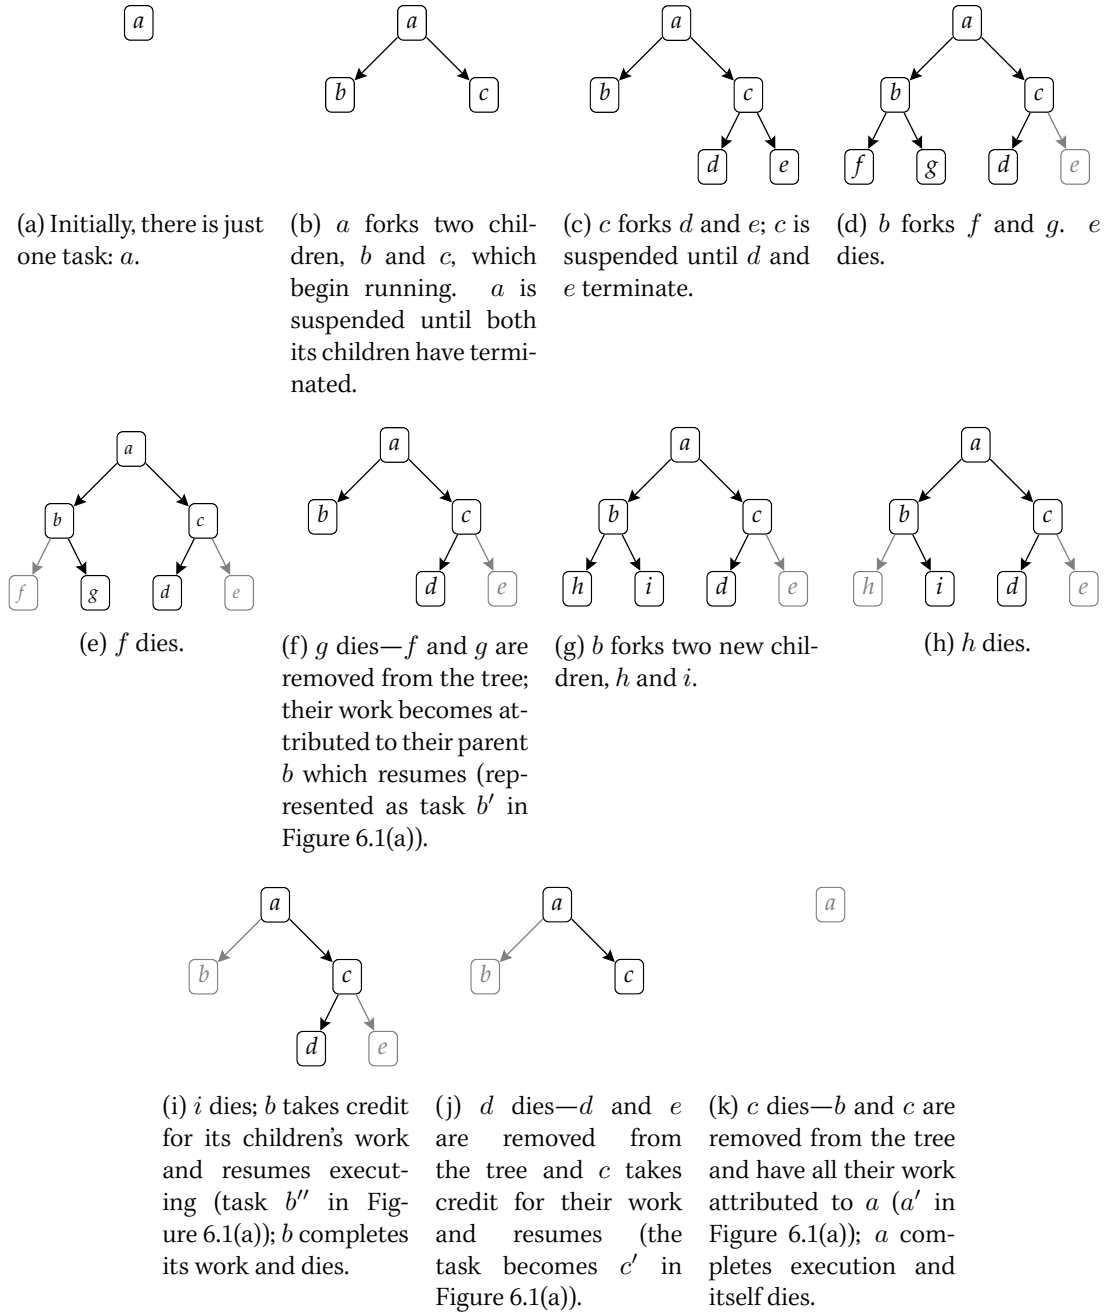 a
a
b c
a
b c
d e
a
b c
f g d e
(a) Initially, there is just
one task: a.
(b) a forks two chil-
dren, b and c, which
begin running. a is
suspended until both
its children have termi-
nated.
(c) c forks d and e; c is
suspended until d and
e terminate.
(d) b forks f and g. e
dies.
a
b c
f g d e
a
b c
d e
a
b c
h i d e
a
b c
h i d e
(e) f dies.
(f) g dies—f and g are
removed from the tree;
their work becomes at-
tributed to their parent
b which resumes (rep-
resented as task b′ in
Figure 6.1(a)).
(g) b forks two new chil-
dren, h and i.
(h) h dies.
a
b c
d e
a
b c
a
(i) i dies; b takes credit
for its children's work
and resumes execut-
ing (task b′′ in Fig-
ure 6.1(a)); b completes
its work and dies.
(j) d dies—d and e
are removed from
the tree and c takes
credit for their work
and resumes (the
task becomes c′ in
Figure 6.1(a)).
(k) c dies—b and c are
removed from the tree
and have all their work
attributed to a (a′ in
Figure 6.1(a)); a com-
pletes execution and
itself dies.